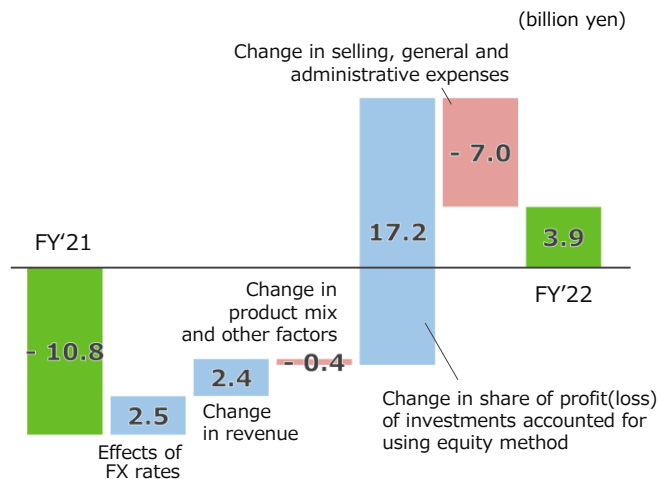 (billion yen)
Change in selling, general and
administrative expenses
- 7.0
17.2
3.9
FY‘21
FY’22
Change in
product mix
and other factors
- 10.8
- 0.4
2.4
2.5
Change
in revenue
Effects of
FX rates
Change in share of profit(loss)
of investments accounted for
using equity method